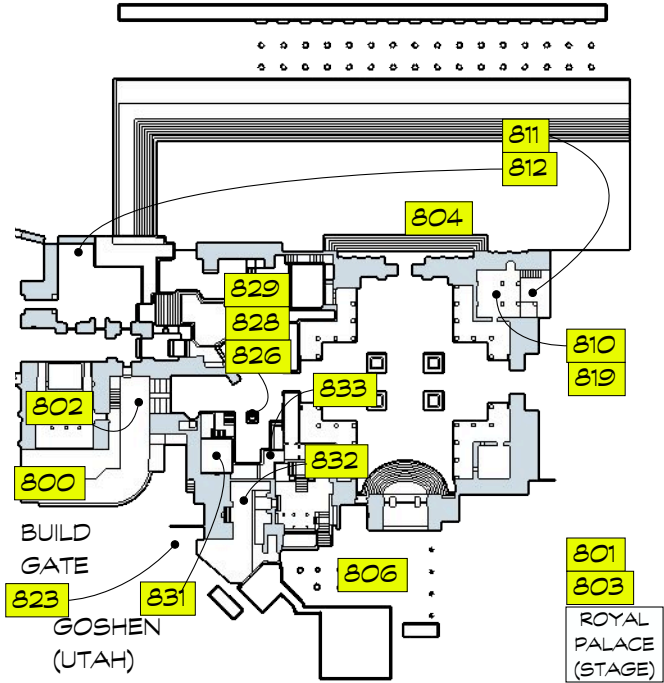 811
812
804
829
828
826
810
819
833
802
832
800
BUILD
GATE
823
831
806
801
803
GOSHEN
(UTAH)
ROYAL
PALACE
(STAGE)